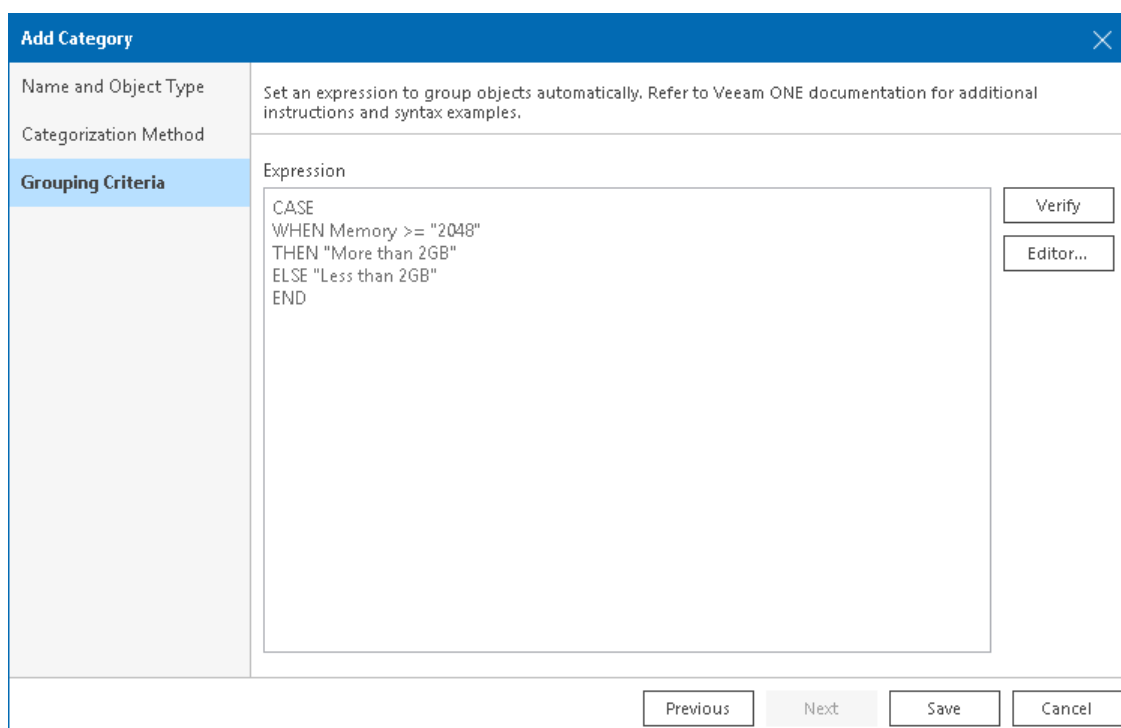 Add Category
Name and Object Type
Categorization Method
Grouping Criteria
Set an expression to group objects automatically. Refer to Veeam ONE documentation for additional
instructions and syntax examples.
Expression
CASE
WHEN Memory >= "2048"
THEN "More than 2GB"
ELSE "Less than 2GB"
END
Verify
Editor...
Previous
Next
Save
Cancel